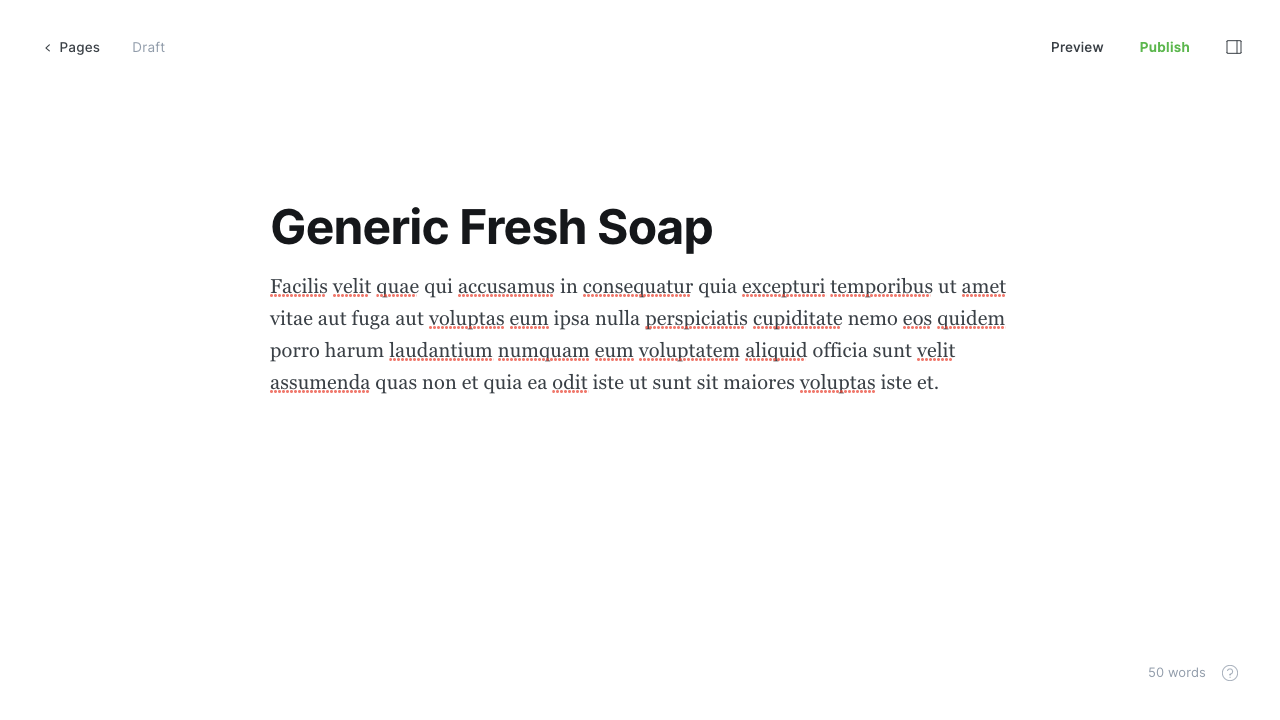 Pages
Draft
Preview
Publish
Generic Fresh Soap
Facilis velit quae qui accusamus in consequatur quia excepturi temporibus ut amet
vitae aut fuga aut voluptas eum ipsa nulla perspiciatis cupiditate nemo eos quidem
porro harum laudantium numquam eum voluptatem aliquid officia sunt velit
assumenda quas non et quia ea odit iste ut sunt sit maiores voluptas iste et.
50 words